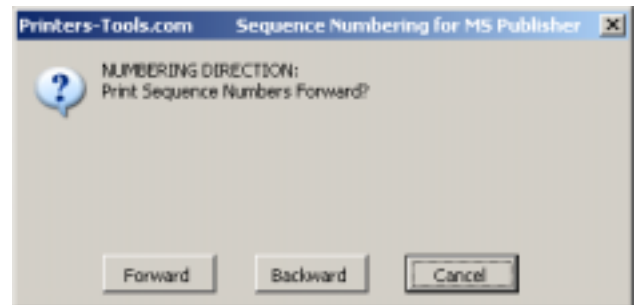 Printers-Tools.com Sequence Numbering for MS Publisher
NUMBERING DIRECTION:
Print Sequence Numbers Forward?
Forward Backward Cancel